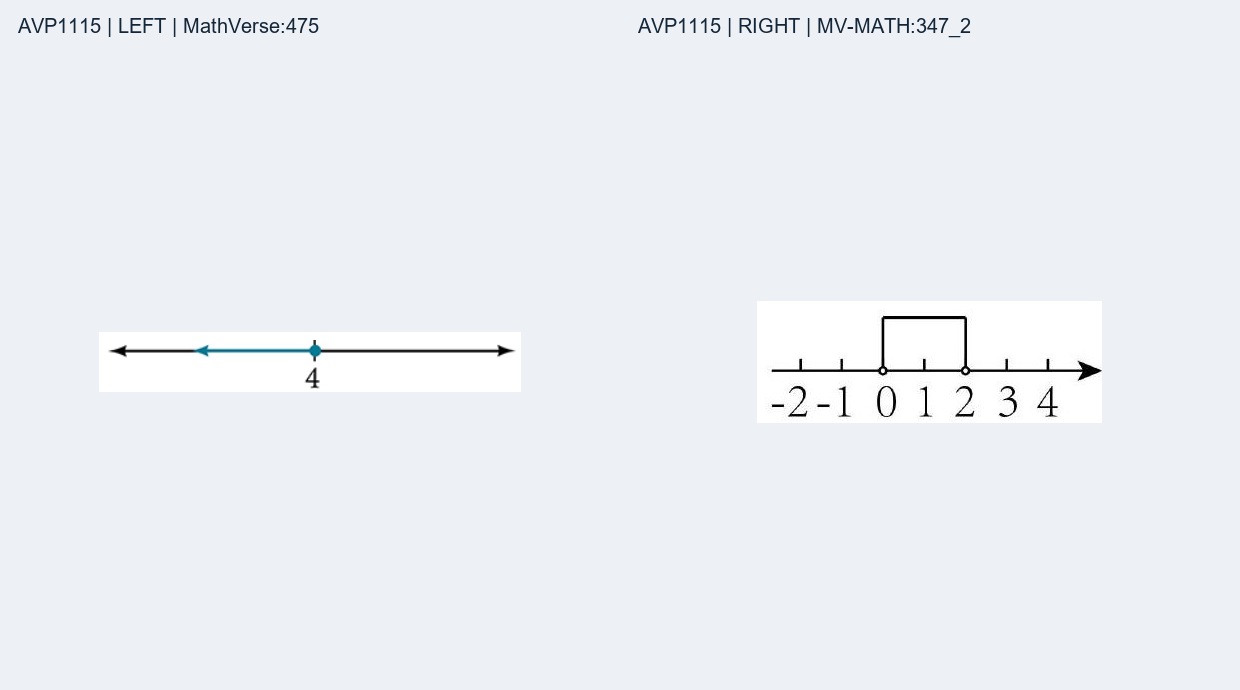 AVP1115 | LEFT | MathVerse:475
AVP1115 | RIGHT | MV-MATH:347_2
4
-2 -1 0 1 2 3 4